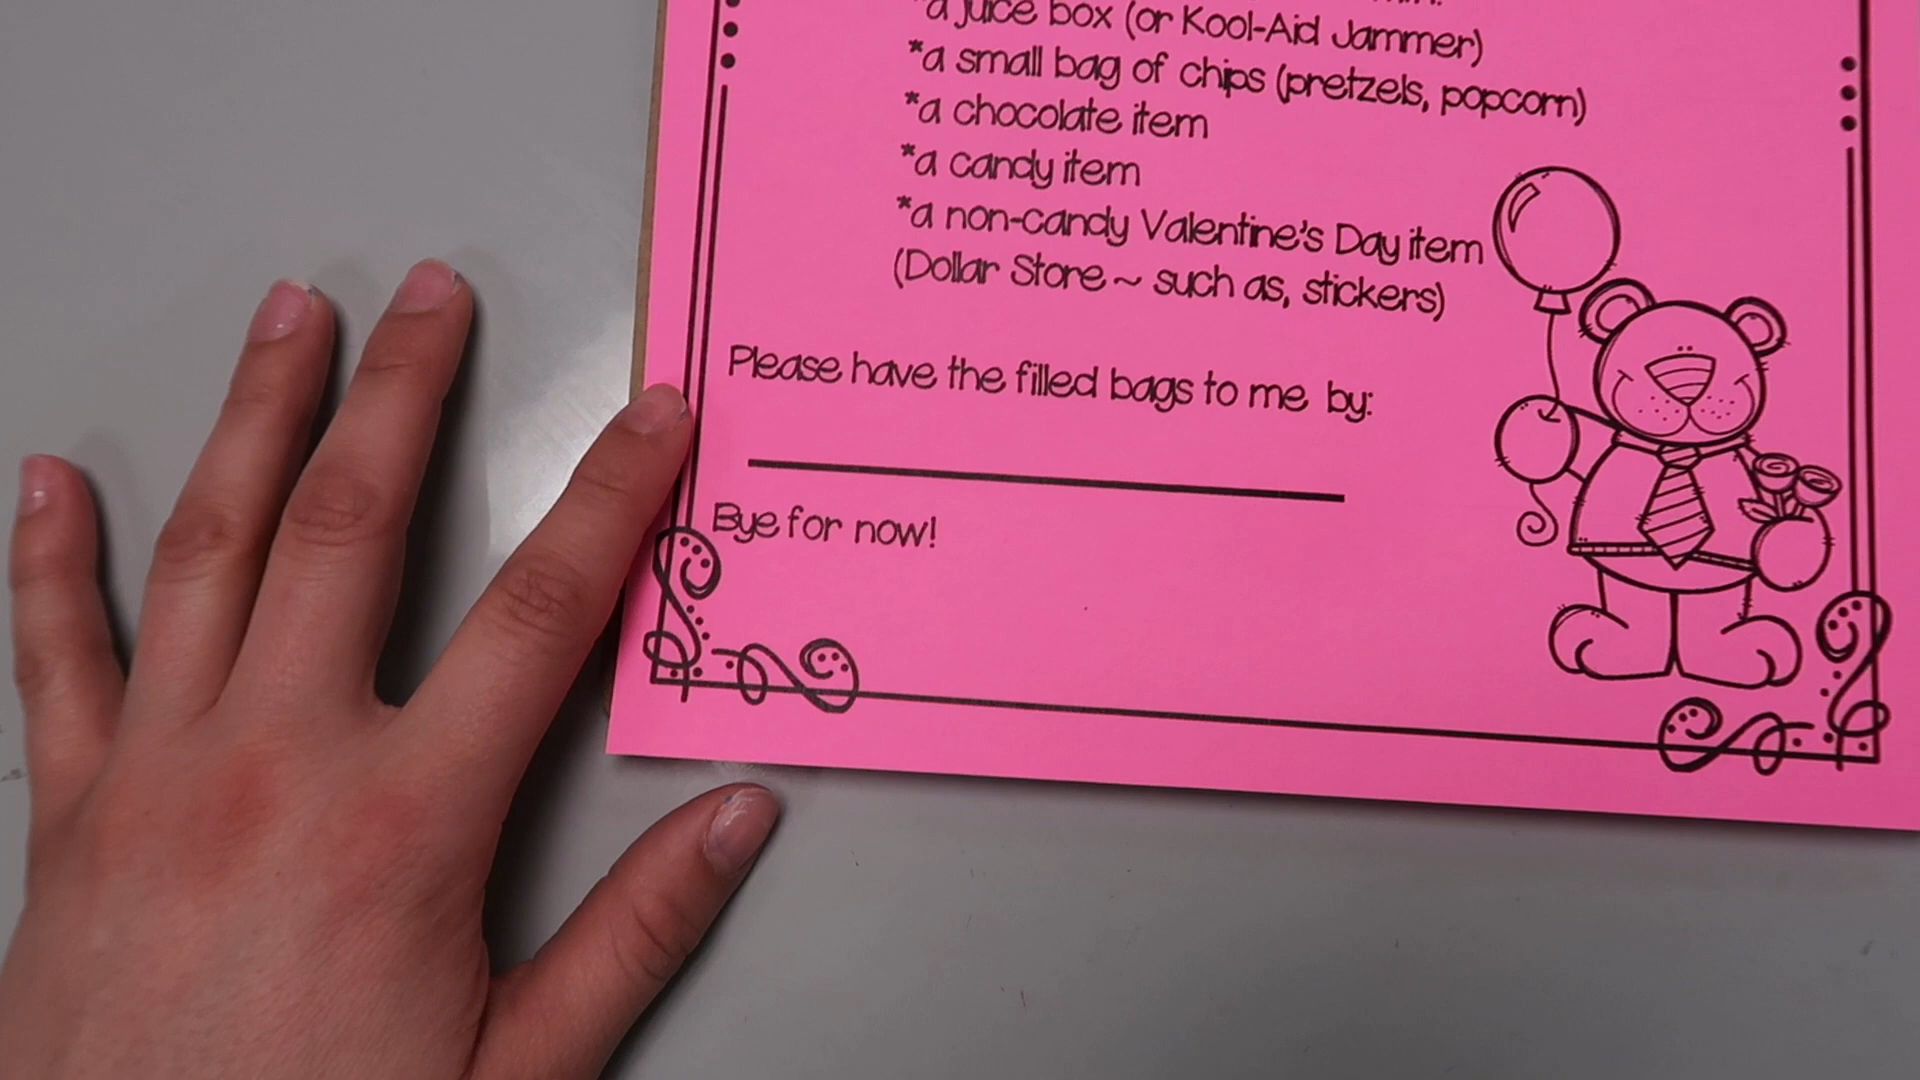 *a juice box (or Kool-Aid Jammer)
*a small bag of chips (pretzels, popcorn)
*a chocolate item
*a candy item
*a non-candy Valentine's Day item
(Dollar Store ~ such as, stickers)
Please have the filled bags to me by:
Bye for now!